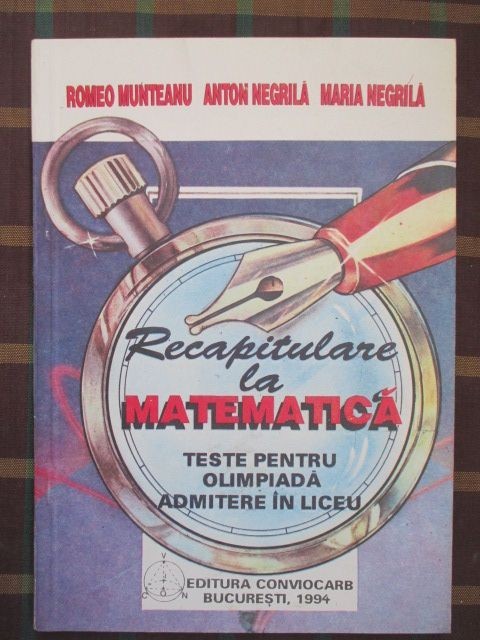 ROMEO MUNTEANU ANTON NEGRILĂ MARIA NEGRILĂ
Recapitulare
la
MATEMATICĂ
TESTE PENTRU
OLIMPIADĂ
ADMITERE ÎN LICEU
EDITURA CONVIOCARB
BUCUREȘTI, 1994